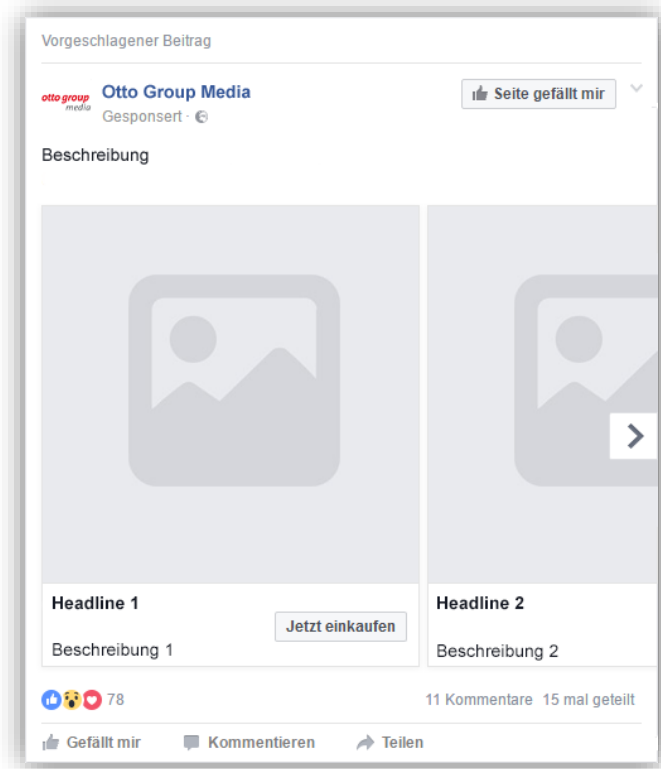 Vorgeschlagener Beitrag
otto group
media
Otto Group Media
Gesponsert ·
Seite gefällt mir
Beschreibung
Headline 1
Jetzt einkaufen
Beschreibung 1
Headline 2
Beschreibung 2
78
11 Kommentare 15 mal geteilt
Gefällt mir Kommentieren Teilen